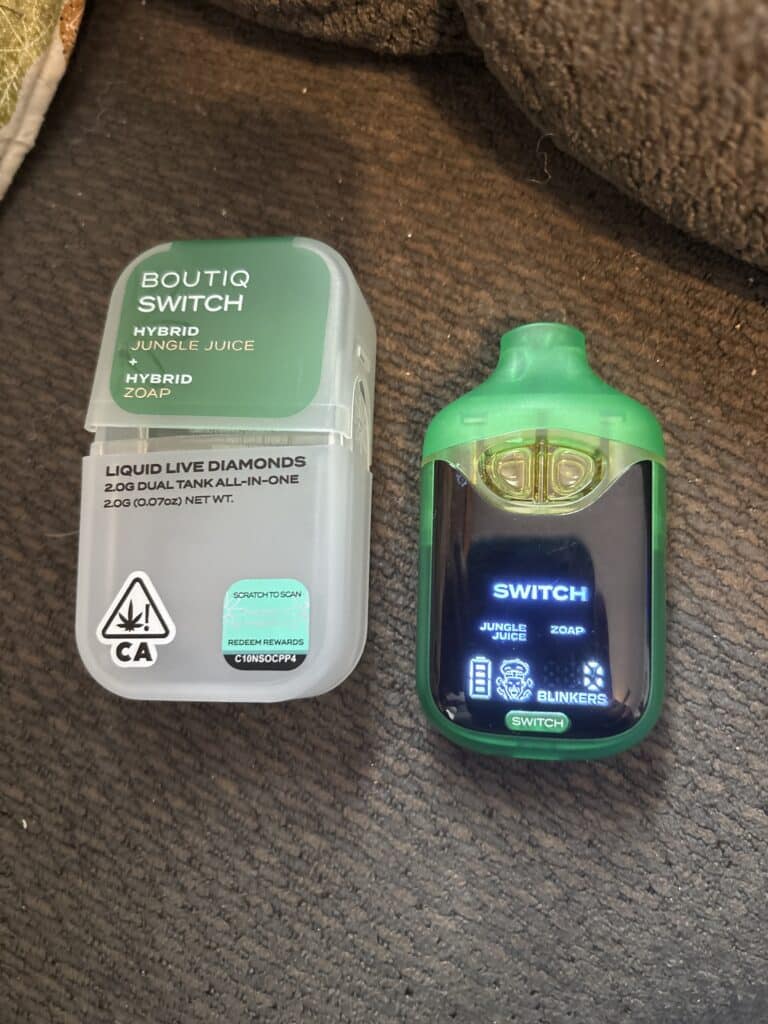 BOUTIQ
SWITCH
HYBRID
JUNGLE JUICE
+
HYBRID
ZOAP
LIQUID LIVE DIAMONDS
2.0G DUAL TANK ALL-IN-ONE
2.0G (0.07oz) NET WT.
!
CA
SCRATCH TO SCAN
REDEEM REWARDS
C10NSOCPP4
SWITCH
JUNGLE
JUICE
ZOAP
BLINKERS
SWITCH